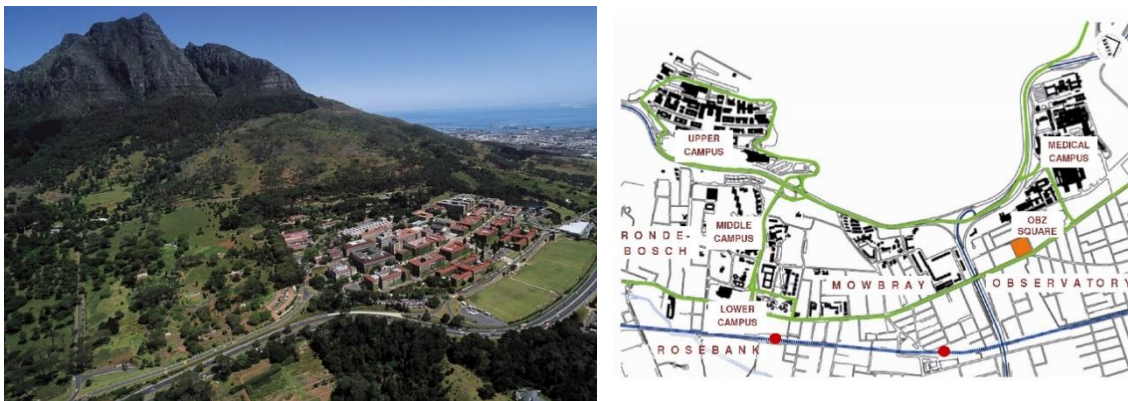 UPPER
CAMPUS
MEDICAL
CAMPUS
MIDDLE
CAMPUS
OBZ
SQUARE
RONDE-
BOSCH
MOWBRAY
OBSERVATORY
LOWER
CAMPUS
ROSEBANK